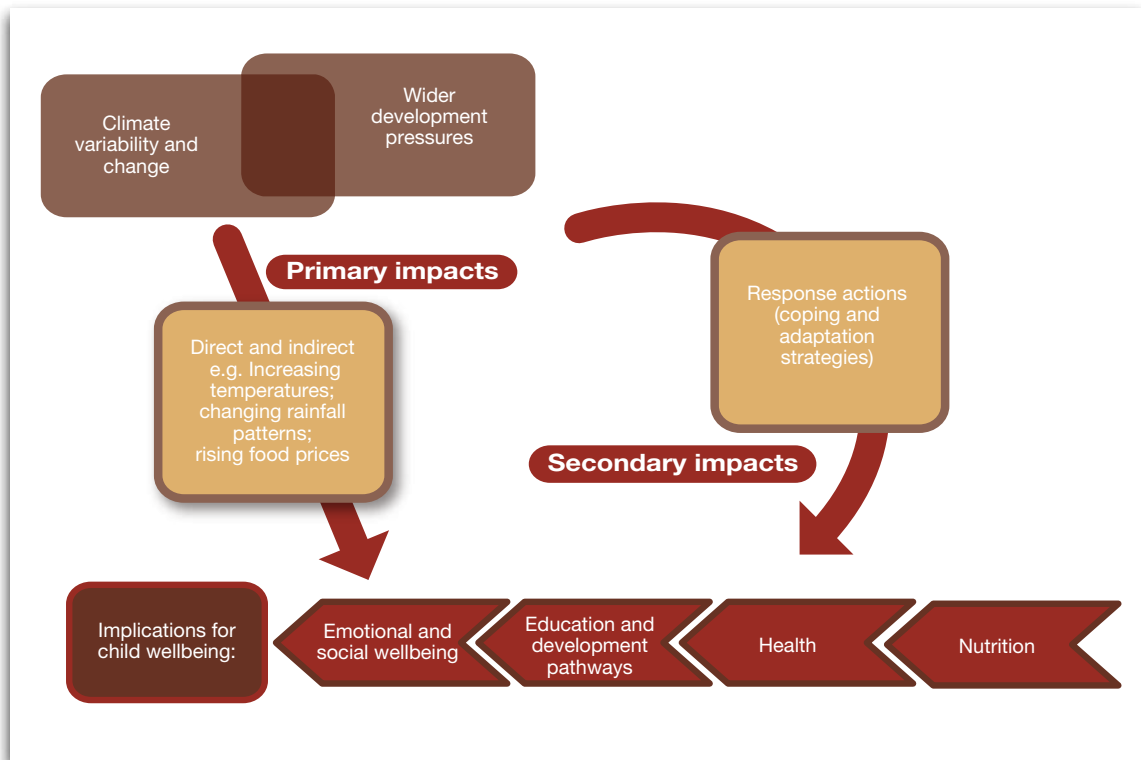 Climate
variability and
change
Wider
development
pressures
Primary impacts
Direct and indirect
e.g. Increasing
temperatures;
changing rainfall
patterns;
rising food prices
Response actions
(coping and
adaptation
strategies)
Secondary impacts
Implications for
child wellbeing:
Emotional and
social wellbeing
Education and
development
pathways
Health
Nutrition